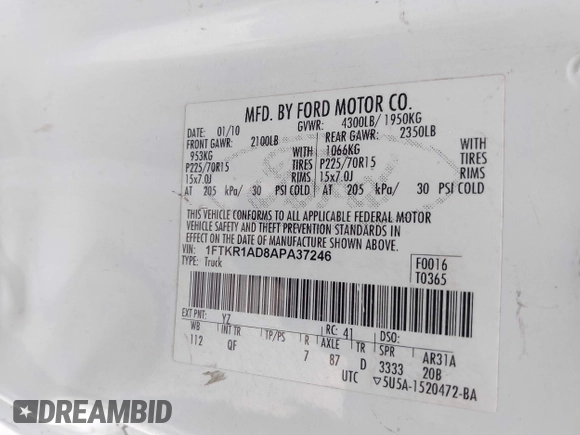 MFD. BY FORD MOTOR CO.
DATE: 01/10 GVWR: 4300LB/ 1950KG
FRONT GAWR: 2100LB REAR GAWR: 2350LB
953KG WITH 1066KG WITH
P225/70R15 TIRES P225/70R15 TIRES
15x7.0J RIMS 15x7.0J RIMS
AT 205 kPa/ 30 PSI COLD AT 205 kPa/ 30 PSI COLD
THIS VEHICLE CONFORMS TO ALL APPLICABLE FEDERAL MOTOR
VEHICLE SAFETY AND THEFT PREVENTION STANDARDS IN
EFFECT ON THE DATE OF MANUFACTURE SHOWN ABOVE.
VIN: 1FTKR1AD8APA37246 F0016
TYPE: Truck T0365
EXT PNT: YZ RC: 41 DSO:
WB INT TR TP/PS R AXLE TR SPR AR31A
112 QF 7 87 D 3333 20B
UTC ▽5U5A-1520472-BA
DREAMBID